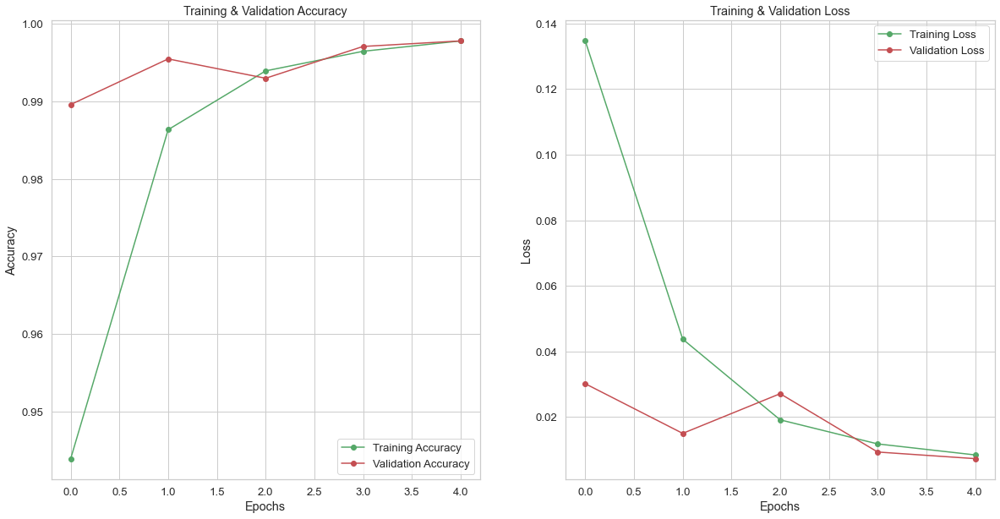 Training & Validation Accuracy
1.00
0.99
0.98
0.97
0.96
0.95
Accuracy
Training Accuracy
Validation Accuracy
0.0 0.5 1.0 1.5 2.0 2.5 3.0 3.5 4.0
Epochs
Training & Validation Loss
0.14
0.12
0.10
0.08
0.06
0.04
0.02
Loss
Training Loss
Validation Loss
0.0 0.5 1.0 1.5 2.0 2.5 3.0 3.5 4.0
Epochs